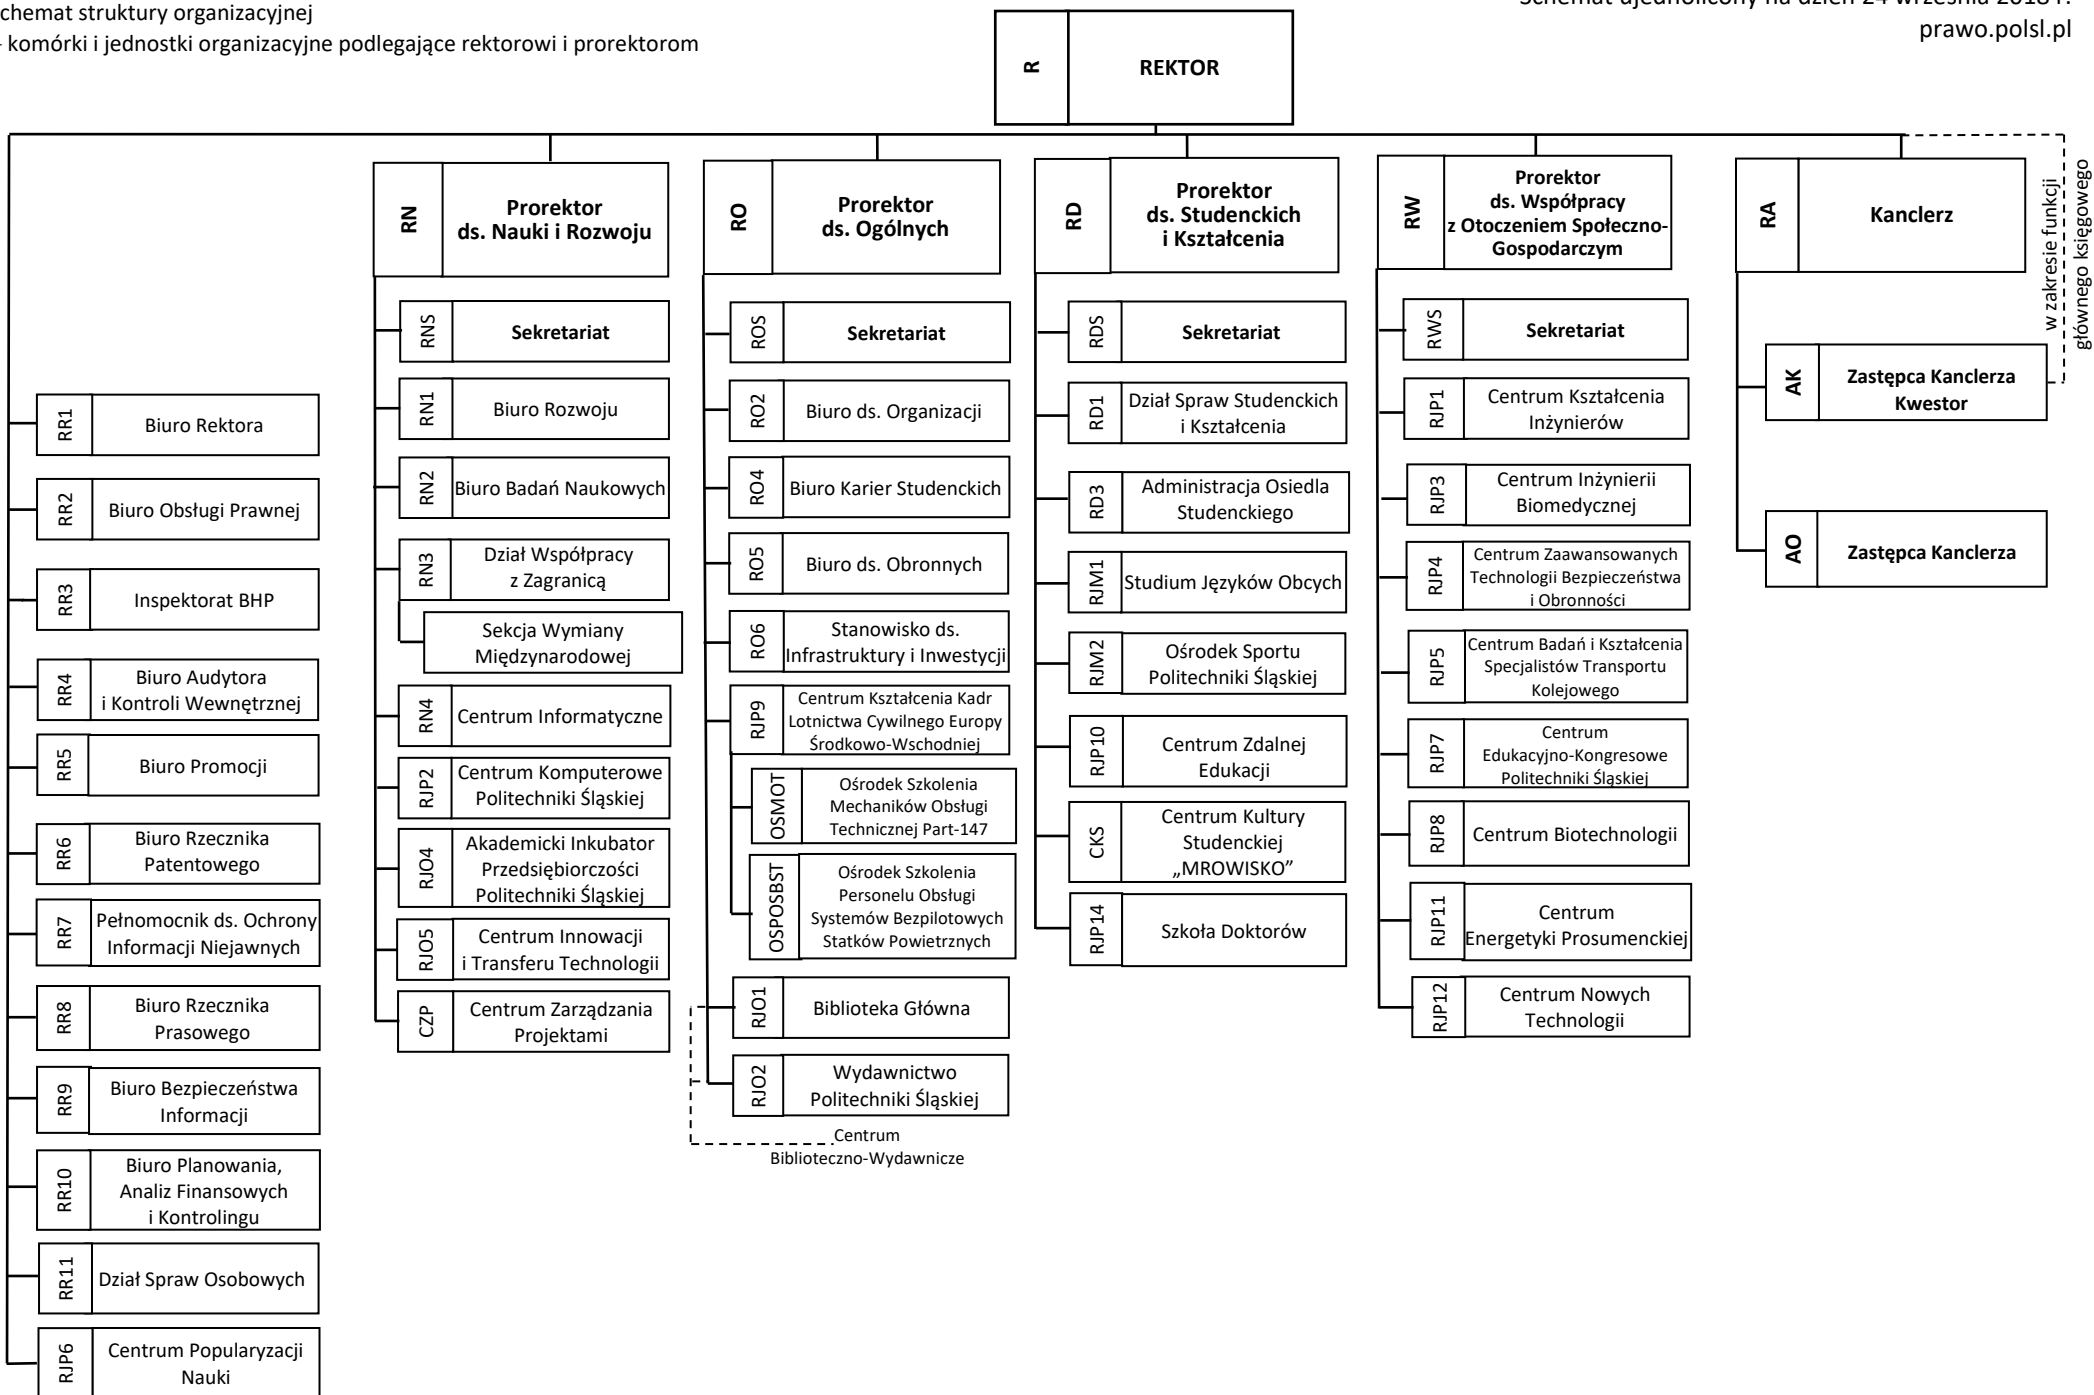 chemat struktury organizacyjnej
- komórki i jednostki organizacyjne podlegające rektorowi i prorektorom
Schemat ujednolicony na dzień 24 września 2018 r.
prawo.polsl.pl
R
REKTOR
RR1
Biuro Rektora
RR2
Biuro Obsługi Prawnej
RR3
Inspektorat BHP
RR4
Biuro Audytora
i Kontroli Wewnętrznej
RR5
Biuro Promocji
RR6
Biuro Rzecznika
Patentowego
RR7
Pełnomocnik ds. Ochrony
Informacji Niejawnych
RR8
Biuro Rzecznika
Prasowego
RR9
Biuro Bezpieczeństwa
Informacji
RR10
Biuro Planowania,
Analiz Finansowych
i Kontrolingu
RR11
Dział Spraw Osobowych
RJP6
Centrum Popularyzacji
Nauki
RN
Prorektor
ds. Nauki i Rozwoju
RNS
Sekretariat
RN1
Biuro Rozwoju
RN2
Biuro Badań Naukowych
RN3
Dział Współpracy
z Zagranicą
Sekcja Wymiany
Międzynarodowej
RN4
Centrum Informatyczne
RJP2
Centrum Komputerowe
Politechniki Śląskiej
RJO4
Akademicki Inkubator
Przedsiębiorczości
Politechniki Śląskiej
RJO5
Centrum Innowacji
i Transferu Technologii
CZP
Centrum Zarządzania
Projektami
RO
Prorektor
ds. Ogólnych
ROS
Sekretariat
RO2
Biuro ds. Organizacji
RO4
Biuro Karier Studenckich
RO5
Biuro ds. Obronnych
RO6
Stanowisko ds.
Infrastruktury i Inwestycji
RJP9
Centrum Kształcenia Kadr
Lotnictwa Cywilnego Europy
Środkowo-Wschodniej
OSMOT
Ośrodek Szkolenia
Mechaników Obsługi
Technicznej Part-147
OSPOSBST
Ośrodek Szkolenia
Personelu Obsługi
Systemów Bezpilotowych
Statków Powietrznych
RJO1
Biblioteka Główna
RJO2
Wydawnictwo
Politechniki Śląskiej
Centrum
Biblioteczno-Wydawnicze
RD
Prorektor
ds. Studenckich
i Kształcenia
RDS
Sekretariat
RD1
Dział Spraw Studenckich
i Kształcenia
RD3
Administracja Osiedla
Studenckiego
RJM1
Studium Języków Obcych
RJM2
Ośrodek Sportu
Politechniki Śląskiej
RJP10
Centrum Zdalnej
Edukacji
CKS
Centrum Kultury
Studenckiej
„MROWISKO”
RJP14
Szkoła Doktorów
RW
Prorektor
ds. Współpracy
z Otoczeniem Społeczno-
Gospodarczym
RWS
Sekretariat
RJP1
Centrum Kształcenia
Inżynierów
RJP3
Centrum Inżynierii
Biomedycznej
RJP4
Centrum Zaawansowanych
Technologii Bezpieczeństwa
i Obronności
RJP5
Centrum Badań i Kształcenia
Specjalistów Transportu
Kolejowego
RJP7
Centrum
Edukacyjno-Kongresowe
Politechniki Śląskiej
RJP8
Centrum Biotechnologii
RJP11
Centrum
Energetyki Prosumenckiej
RJP12
Centrum Nowych
Technologii
RA
Kanclerz
AK
Zastępca Kanclerza
Kwestor
AO
Zastępca Kanclerza
w zakresie funkcji
głównego księgowego